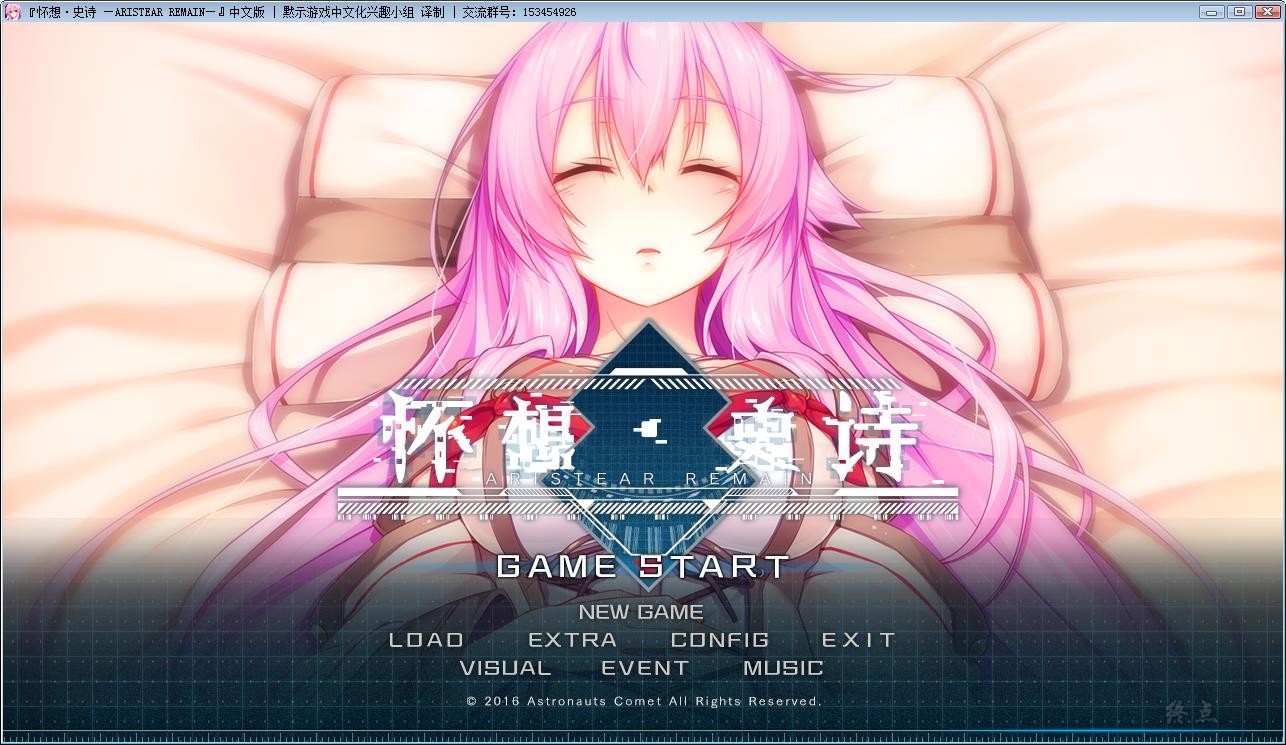 『怀想·史诗 －ARISTEAR REMAIN－』中文版 | 默示游戏中文化兴趣小组 译制 | 交流群号: 153454926
怀想 史诗
ARISTEAR REMAIN
GAME START
NEW GAME
LOAD EXTRA CONFIG EXIT
VISUAL EVENT MUSIC
© 2016 Astronauts Comet All Rights Reserved.
终点